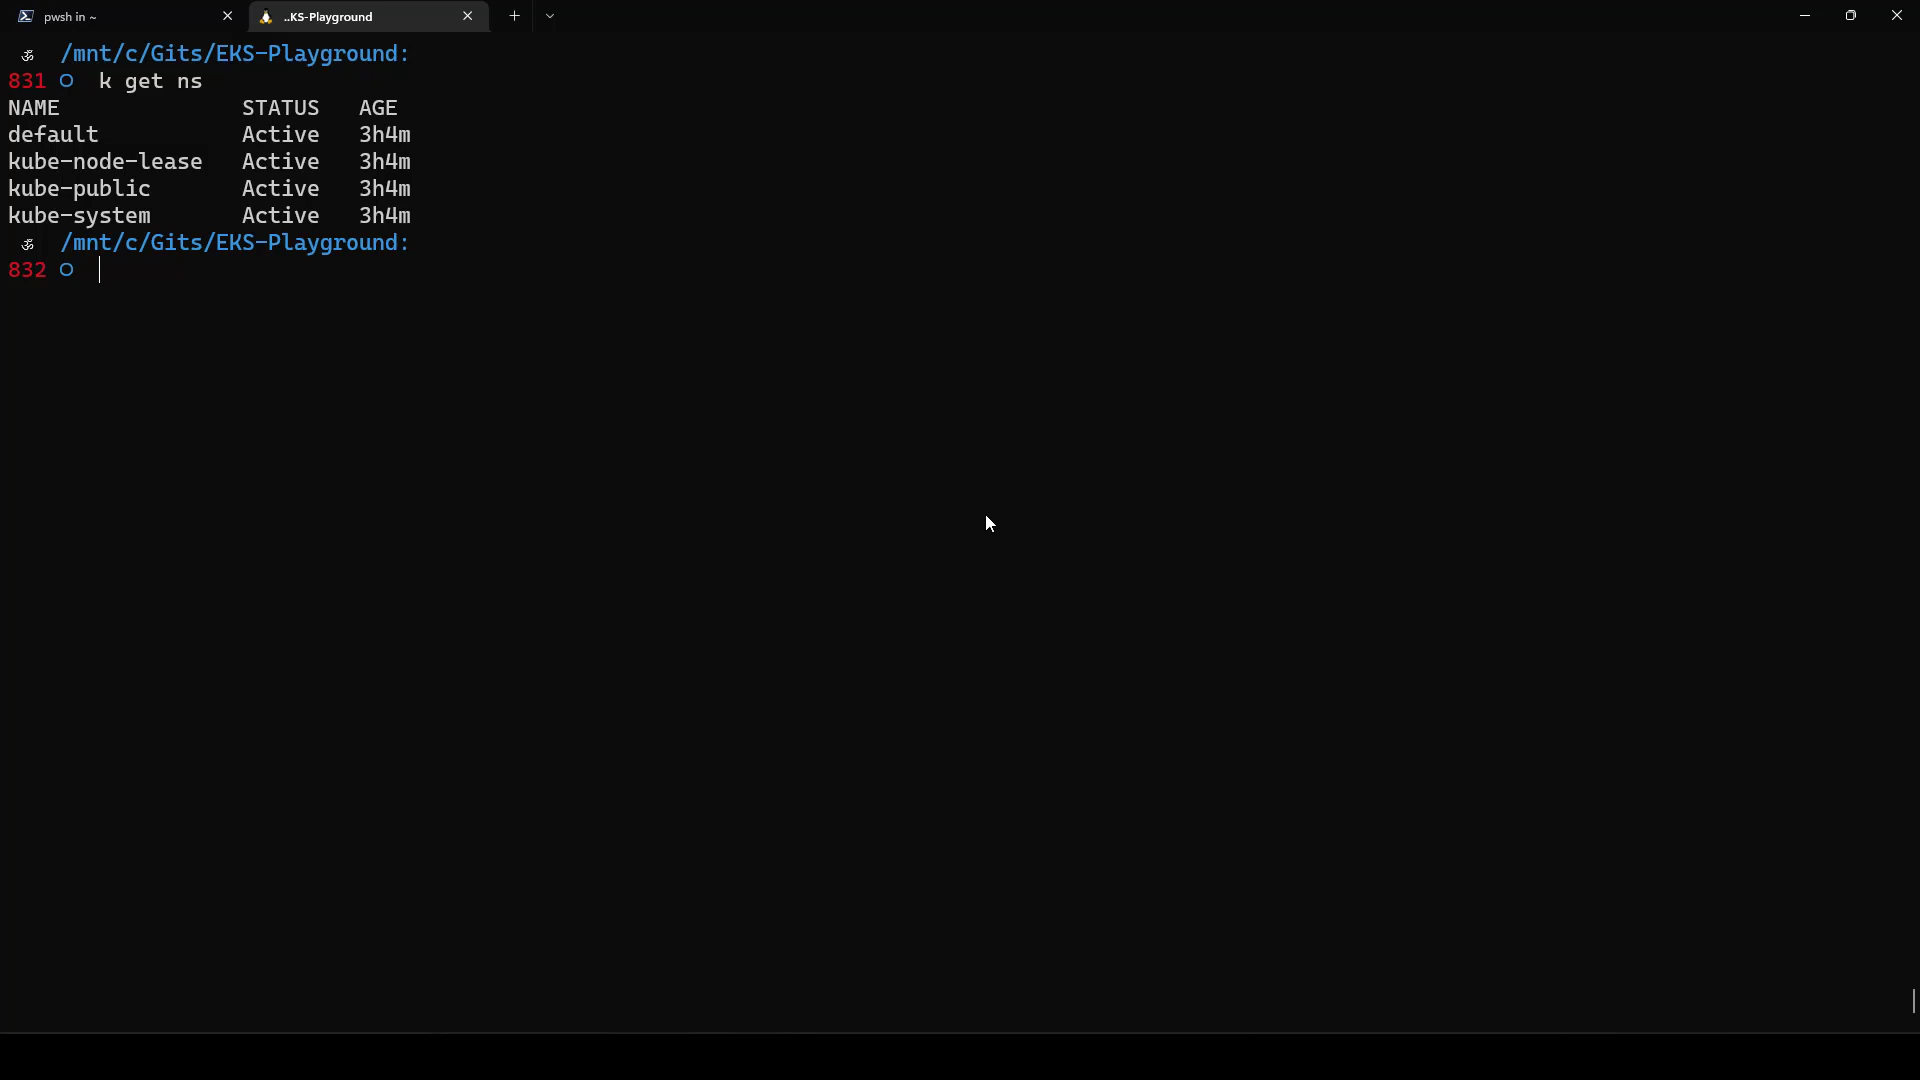 pwsh in ~
..KS-Playground
ॐ /mnt/c/Gits/EKS-Playground:
831 ○ k get ns
NAME STATUS AGE
default Active 3h4m
kube-node-lease Active 3h4m
kube-public Active 3h4m
kube-system Active 3h4m
ॐ /mnt/c/Gits/EKS-Playground:
832 ○